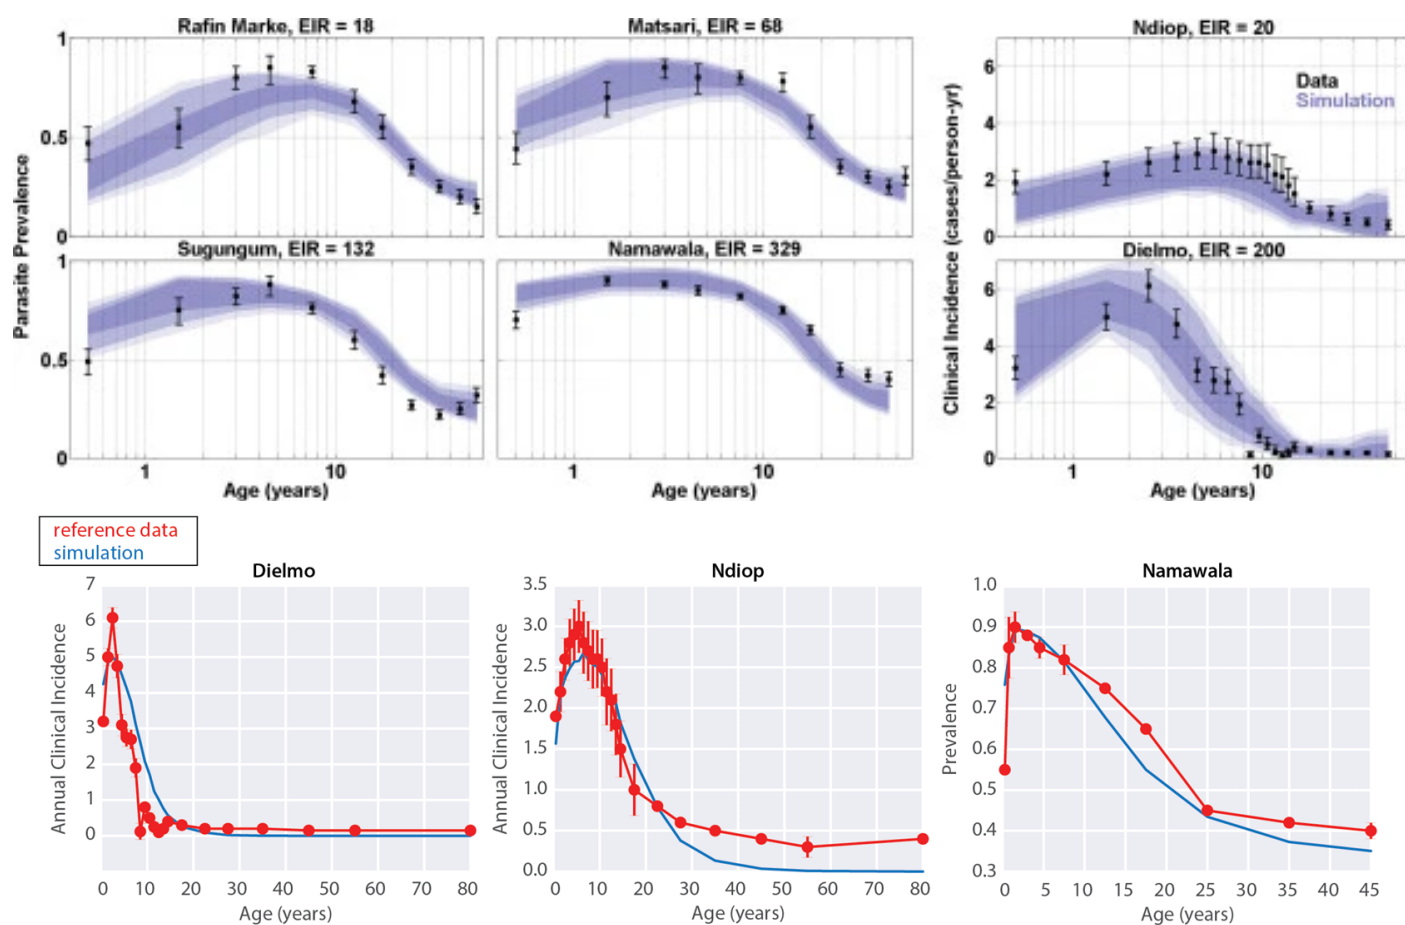 Rafin Marke, EIR = 18
Matsari, EIR = 68
Ndiop, EIR = 20
1
0.5
0
Parasite Prevalence
6
4
2
0
Data
Simulation
Clinical Incidence (cases/person-yr)
Sugungum, EIR = 132
Namawala, EIR = 329
Dielmo, EIR = 200
1
0.5
0
6
4
2
0
1 10
1 10
1 10
Age (years)
Age (years)
Age (years)
reference data
simulation
Dielmo
7
6
5
4
3
2
1
0
Annual Clinical Incidence
0 10 20 30 40 50 60 70 80
Age (years)
Ndiop
3.5
3.0
2.5
2.0
1.5
1.0
0.5
0.0
Annual Clinical Incidence
0 10 20 30 40 50 60 70 80
Age (years)
Namawala
1.0
0.9
0.8
0.7
0.6
0.5
0.4
0.3
Prevalence
0 5 10 15 20 25 30 35 40 45
Age (years)